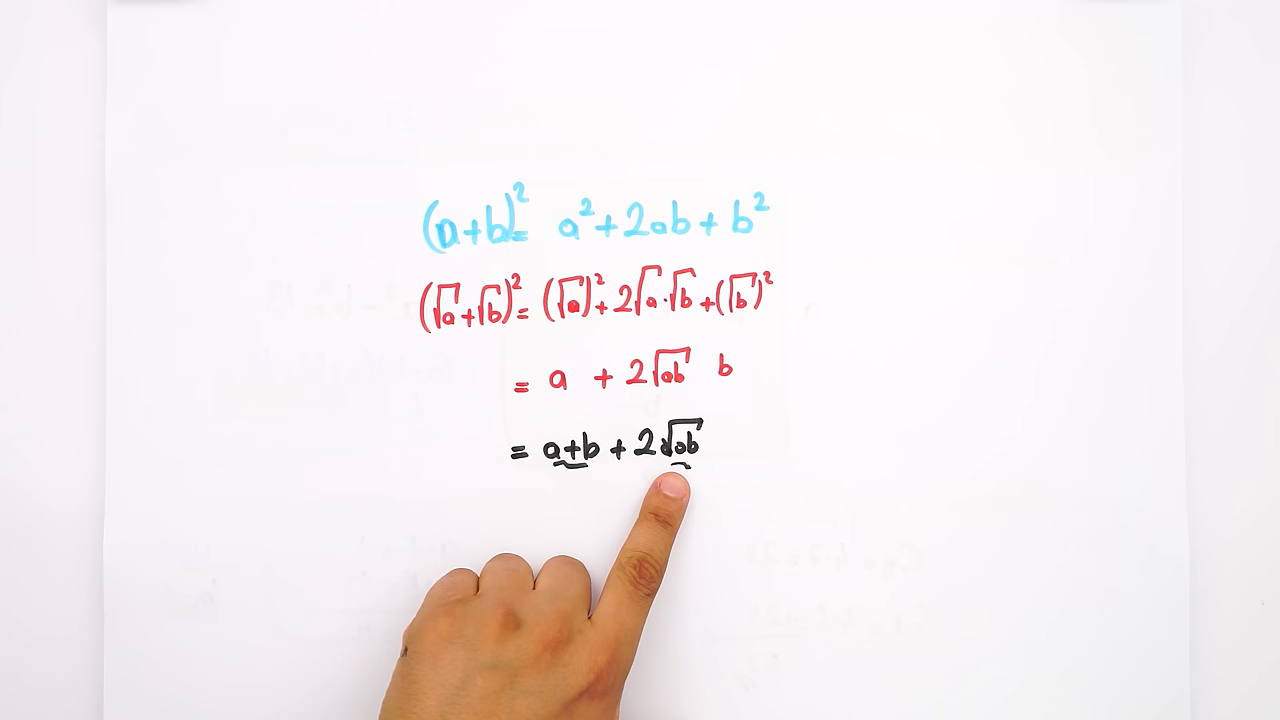 (a+b)²= a²+2ab+b²
(√a+√b)²=(√a)²+2√a·√b+(√b)²
= a + 2√ab b
= a+b+2√ab